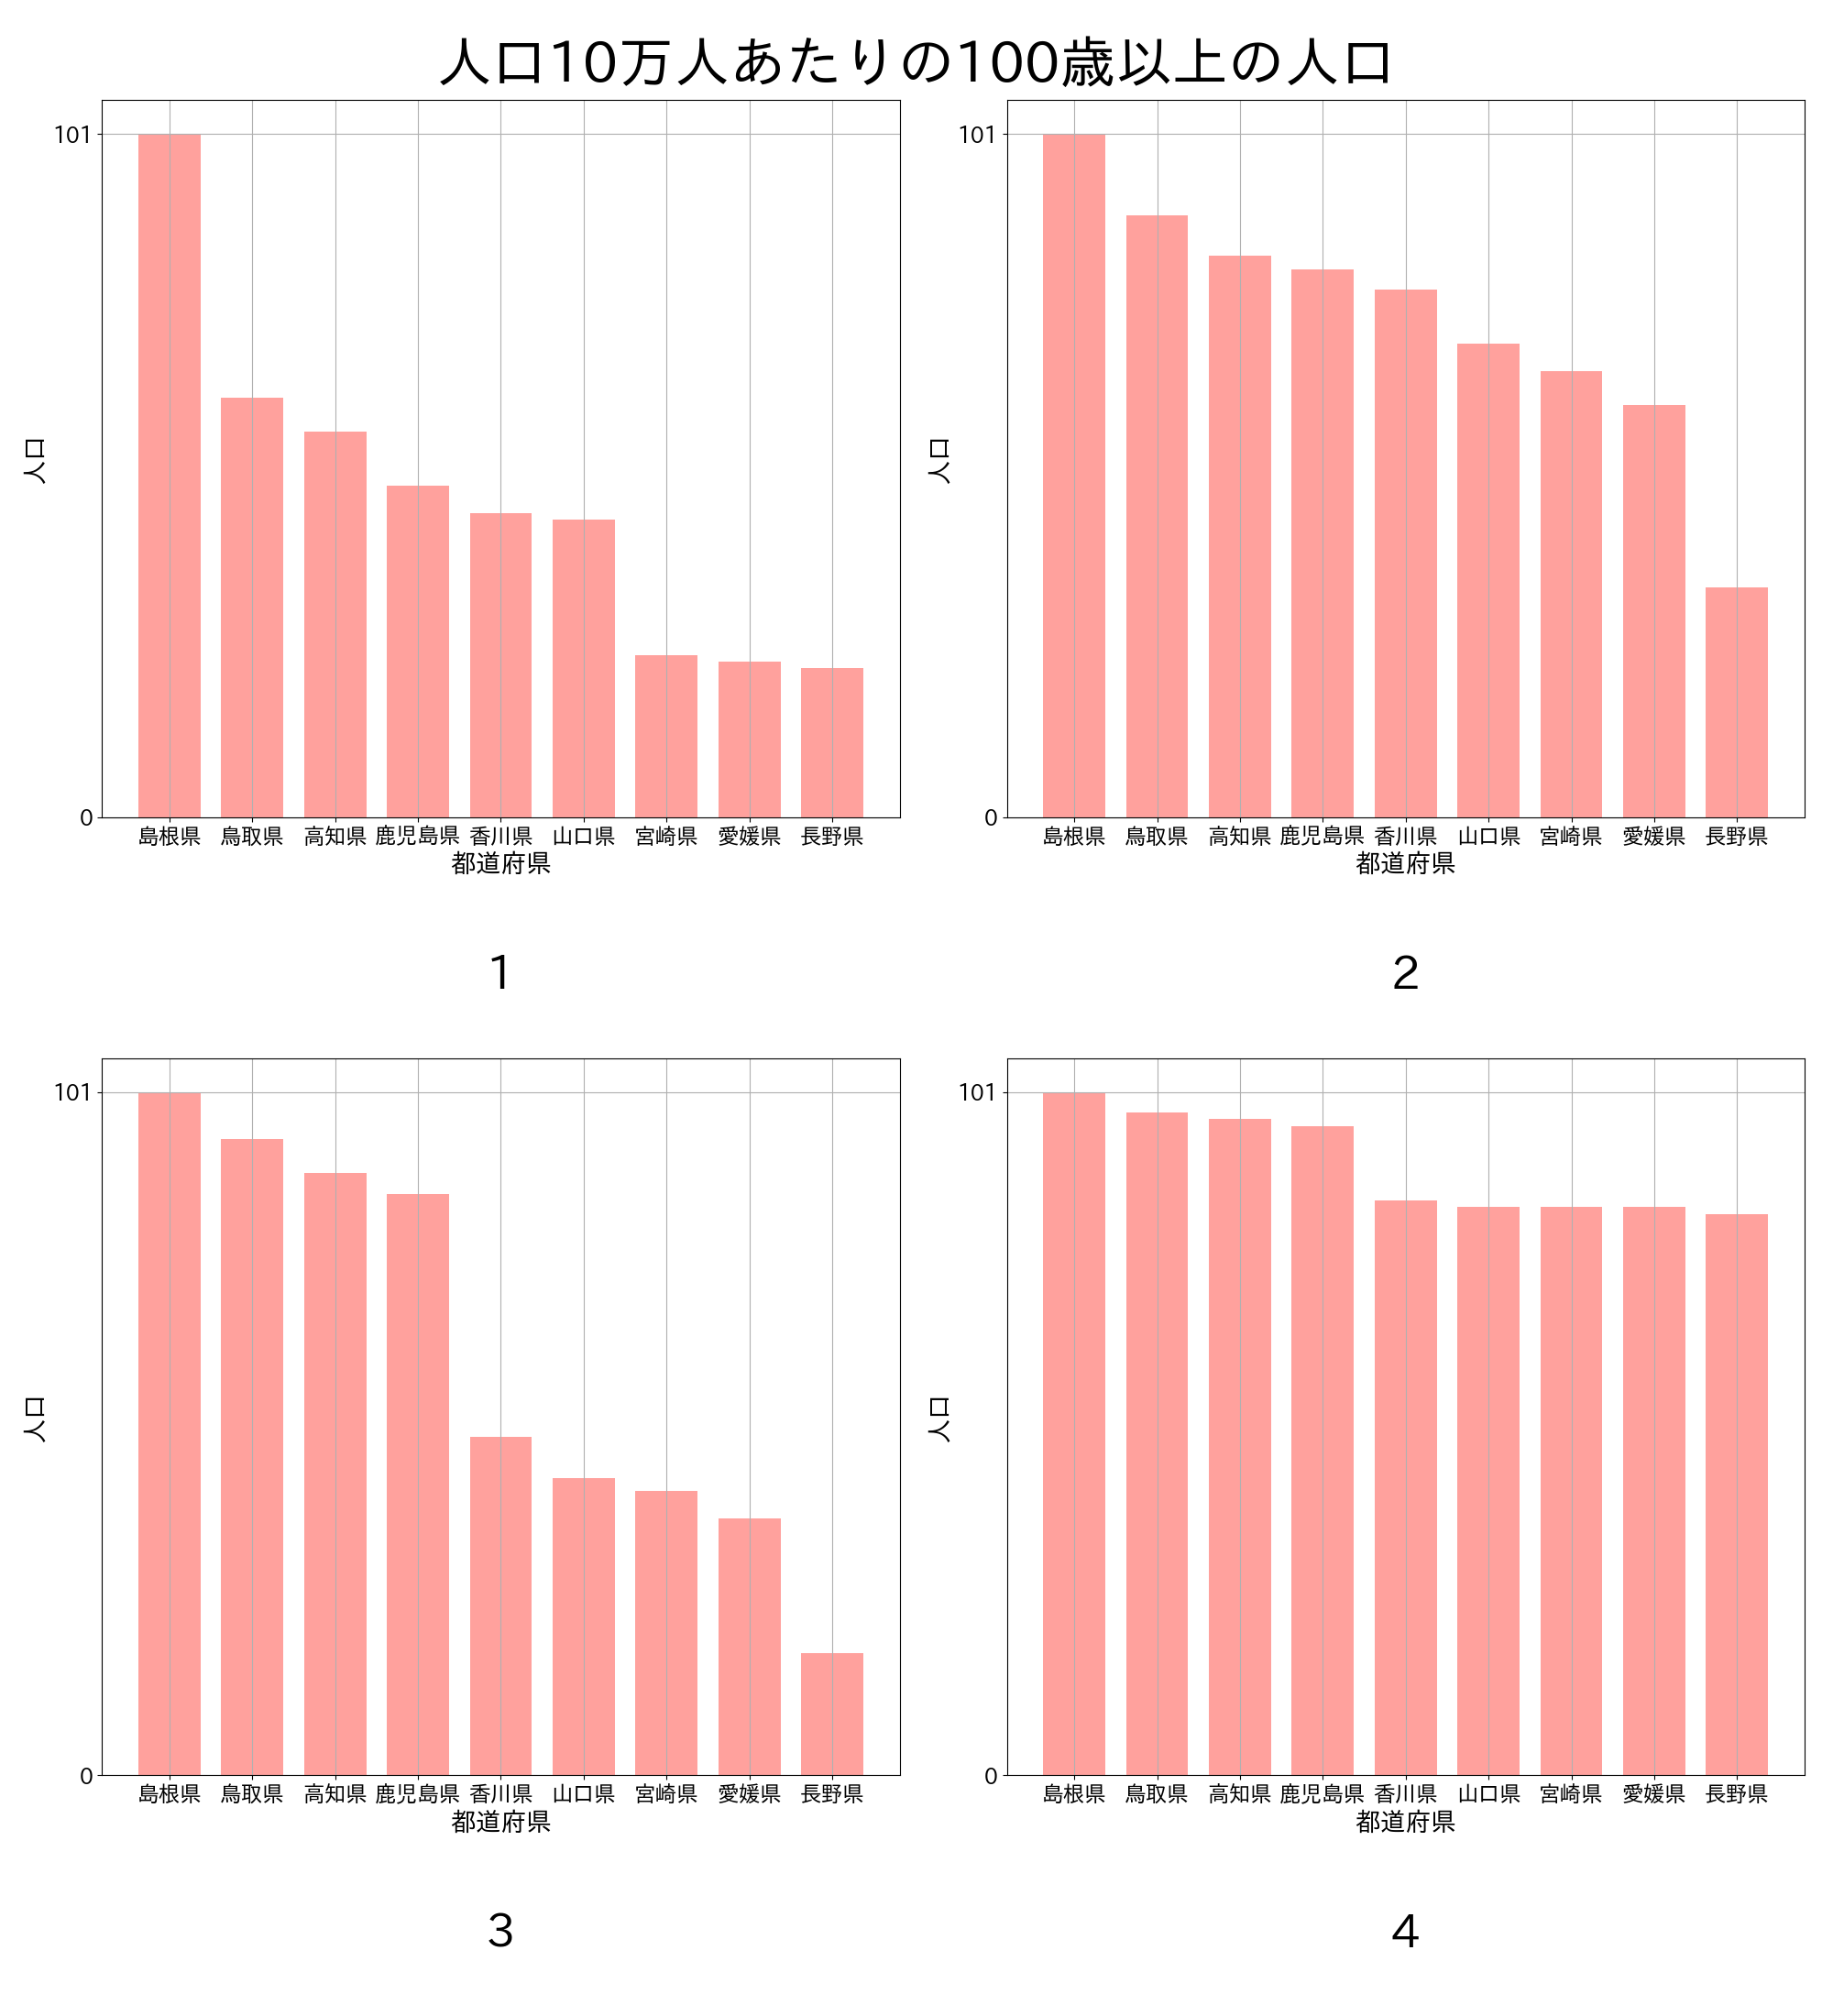 人口10万人あたりの100歳以上の人口
101
0
人口
島根県 鳥取県 高知県 鹿児島県 香川県 山口県 宮崎県 愛媛県 長野県
都道府県
1
101
0
人口
島根県 鳥取県 高知県 鹿児島県 香川県 山口県 宮崎県 愛媛県 長野県
都道府県
2
101
0
人口
島根県 鳥取県 高知県 鹿児島県 香川県 山口県 宮崎県 愛媛県 長野県
都道府県
3
101
0
人口
島根県 鳥取県 高知県 鹿児島県 香川県 山口県 宮崎県 愛媛県 長野県
都道府県
4